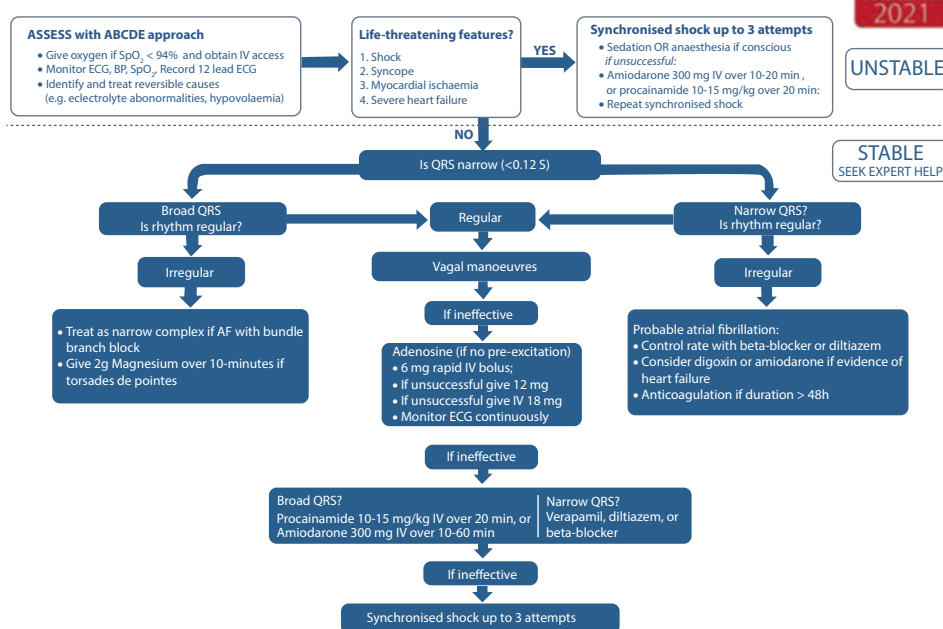 2021
ASSESS with ABCDE approach
• Give oxygen if SpO₂ < 94% and obtain IV access
• Monitor ECG, BP, SpO₂, Record 12 lead ECG
• Identify and treat reversible causes
(e.g. eclectrolyte abonormalities, hypovolaemia)
Life-threatening features?
1. Shock
2. Syncope
3. Myocardial ischaemia
4. Severe heart failure
YES
Synchronised shock up to 3 attempts
• Sedation OR anaesthesia if conscious
if unsuccessful:
• Amiodarone 300 mg IV over 10-20 min ,
or procainamide 10-15 mg/kg over 20 min:
• Repeat synchronised shock
UNSTABLE
NO
STABLE
SEEK EXPERT HELP
Is QRS narrow (<0.12 S)
Broad QRS
Is rhythm regular?
Regular
Narrow QRS?
Is rhythm regular?
Irregular
Vagal manoeuvres
Irregular
• Treat as narrow complex if AF with bundle
branch block
• Give 2g Magnesium over 10-minutes if
torsades de pointes
If ineffective
Adenosine (if no pre-excitation)
• 6 mg rapid IV bolus;
• If unsuccessful give 12 mg
• If unsuccessful give IV 18 mg
• Monitor ECG continuously
Probable atrial fibrillation:
• Control rate with beta-blocker or diltiazem
• Consider digoxin or amiodarone if evidence of
heart failure
• Anticoagulation if duration > 48h
If ineffective
Broad QRS?
Procainamide 10-15 mg/kg IV over 20 min, or
Amiodarone 300 mg IV over 10-60 min
Narrow QRS?
Verapamil, diltiazem, or
beta-blocker
If ineffective
Synchronised shock up to 3 attempts